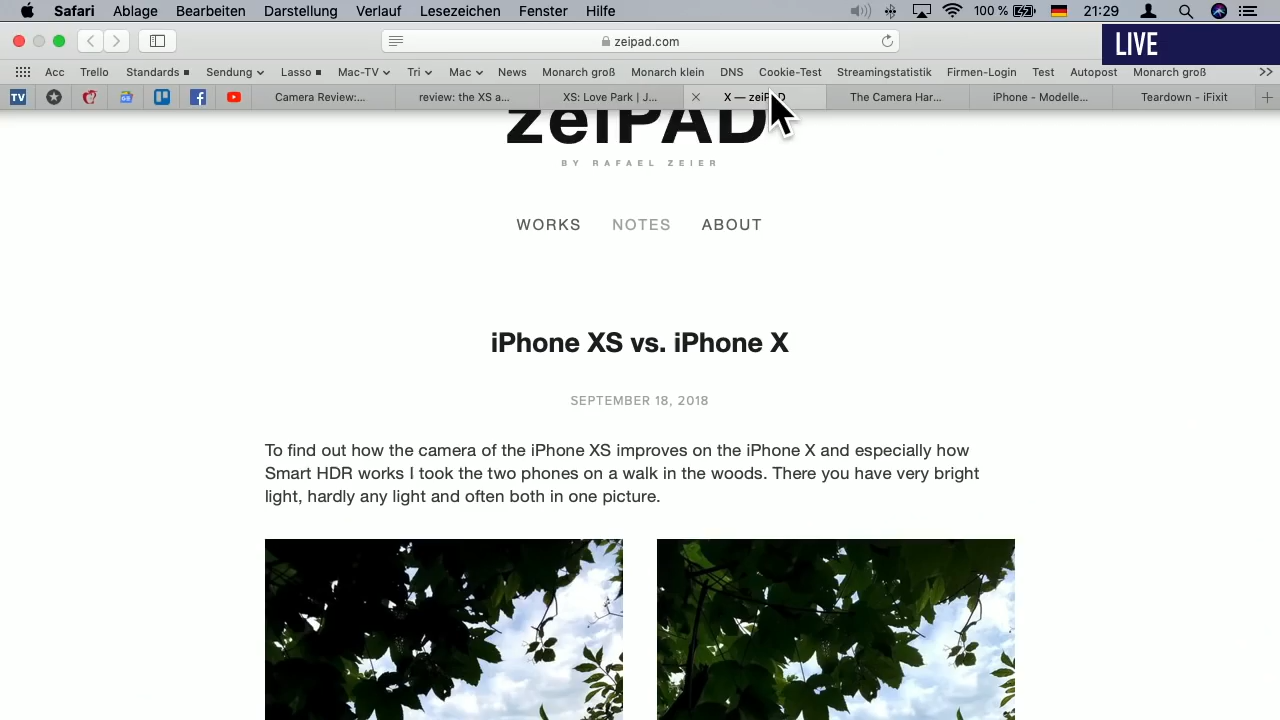 Safari Ablage Bearbeiten Darstellung Verlauf Lesezeichen Fenster Hilfe 100 % 21:29
zeipad.com
LIVE
Acc Trello Standards Sendung Lasso Mac-TV Tri Mac News Monarch groß Monarch klein DNS Cookie-Test Streamingstatistik Firmen-Login Test Autopost Monarch groß
TV Camera Review:... review: the XS a... XS: Love Park | J... X — zeiPAD The Camera Har... iPhone - Modelle... Teardown - iFixit
zeiPAD
BY RAFAEL ZEIER
WORKS NOTES ABOUT
iPhone XS vs. iPhone X
SEPTEMBER 18, 2018
To find out how the camera of the iPhone XS improves on the iPhone X and especially how
Smart HDR works I took the two phones on a walk in the woods. There you have very bright
light, hardly any light and often both in one picture.